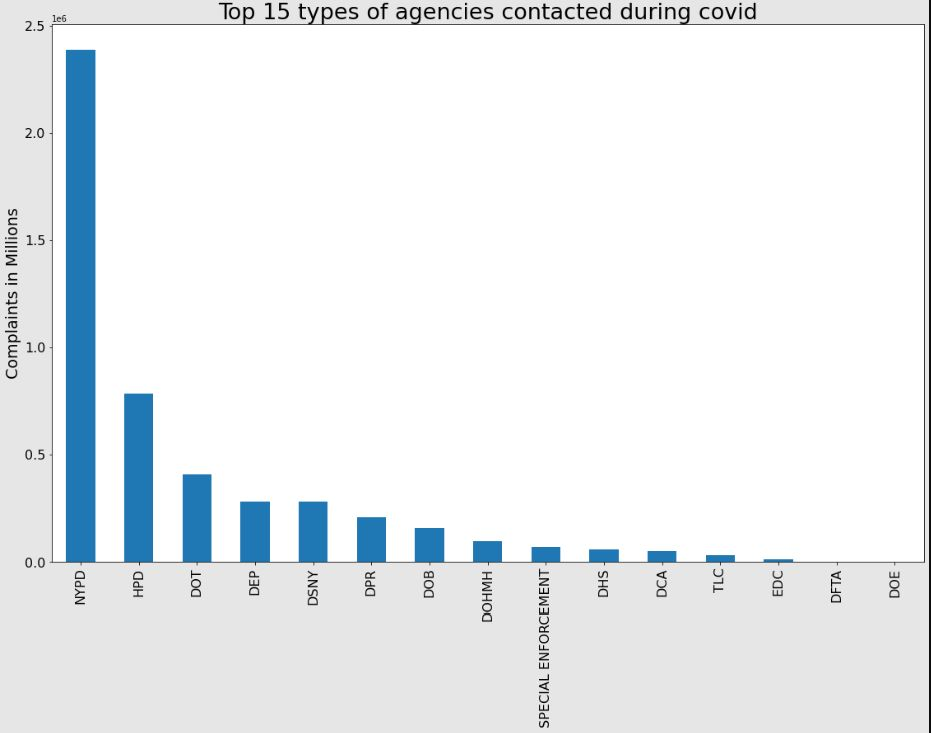 Top 15 types of agencies contacted during covid
1e6
2.5
2.0
1.5
1.0
0.5
0.0
Complaints in Millions
NYPD
HPD
DOT
DEP
DSNY
DPR
DOB
DOHMH
SPECIAL ENFORCEMENT
DHS
DCA
TLC
EDC
DFTA
DOE